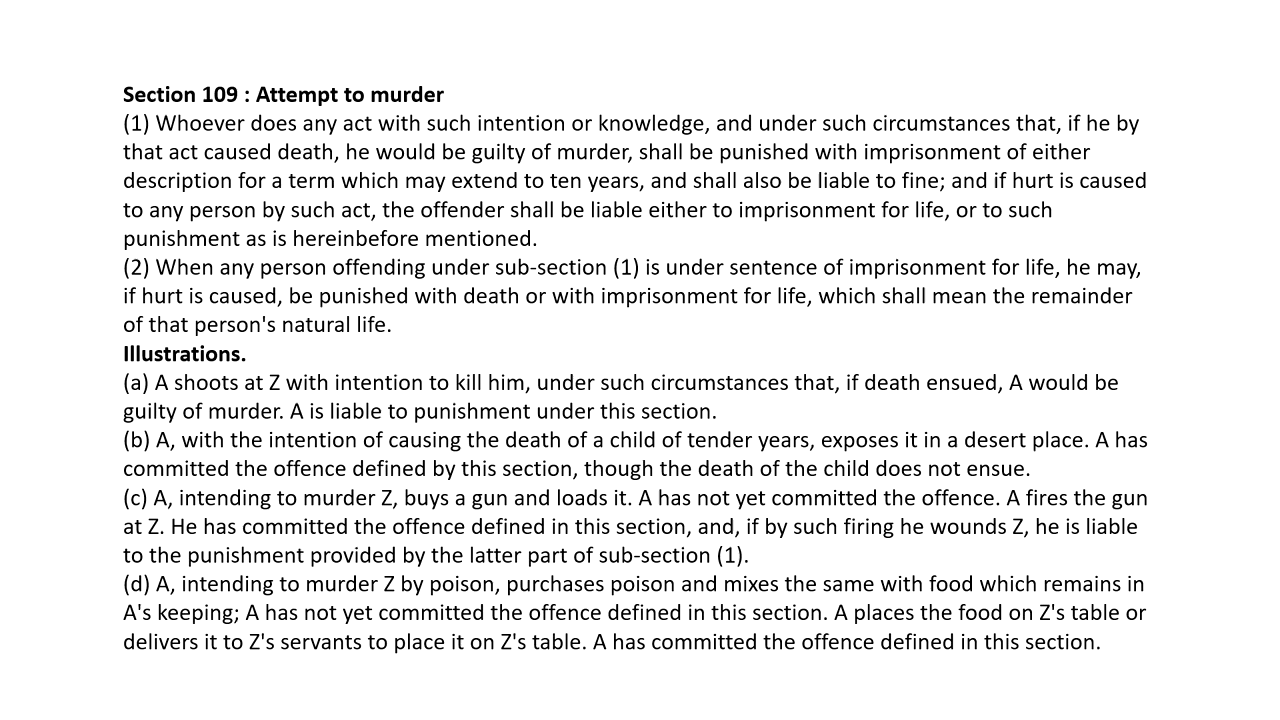 Section 109 : Attempt to murder
(1) Whoever does any act with such intention or knowledge, and under such circumstances that, if he by
that act caused death, he would be guilty of murder, shall be punished with imprisonment of either
description for a term which may extend to ten years, and shall also be liable to fine; and if hurt is caused
to any person by such act, the offender shall be liable either to imprisonment for life, or to such
punishment as is hereinbefore mentioned.
(2) When any person offending under sub-section (1) is under sentence of imprisonment for life, he may,
if hurt is caused, be punished with death or with imprisonment for life, which shall mean the remainder
of that person's natural life.
Illustrations.
(a) A shoots at Z with intention to kill him, under such circumstances that, if death ensued, A would be
guilty of murder. A is liable to punishment under this section.
(b) A, with the intention of causing the death of a child of tender years, exposes it in a desert place. A has
committed the offence defined by this section, though the death of the child does not ensue.
(c) A, intending to murder Z, buys a gun and loads it. A has not yet committed the offence. A fires the gun
at Z. He has committed the offence defined in this section, and, if by such firing he wounds Z, he is liable
to the punishment provided by the latter part of sub-section (1).
(d) A, intending to murder Z by poison, purchases poison and mixes the same with food which remains in
A's keeping; A has not yet committed the offence defined in this section. A places the food on Z's table or
delivers it to Z's servants to place it on Z's table. A has committed the offence defined in this section.